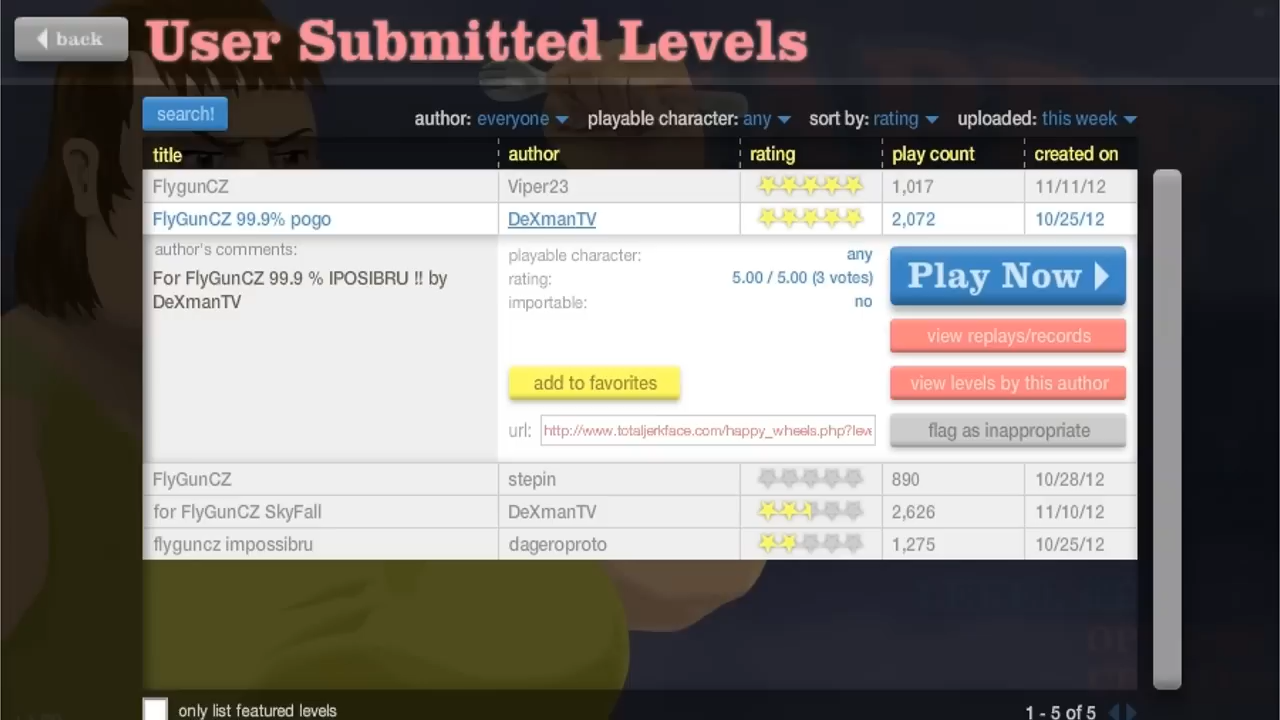 back
User Submitted Levels
search!
author: everyone playable character: any sort by: rating uploaded: this week
title author rating play count created on
FlygunCZ Viper23 1,017 11/11/12
FlyGunCZ 99.9% pogo DeXmanTV 2,072 10/25/12
author's comments:
For FlyGunCZ 99.9 % IPOSIBRU !! by
DeXmanTV
playable character: any
rating: 5.00 / 5.00 (3 votes)
importable: no
add to favorites
url: http://www.totaljerkface.com/happy_wheels.php?leve
Play Now
view replays/records
view levels by this author
flag as inappropriate
FlyGunCZ stepin 890 10/28/12
for FlyGunCZ SkyFall DeXmanTV 2,626 11/10/12
flyguncz impossibru dageroproto 1,275 10/25/12
only list featured levels
1 - 5 of 5